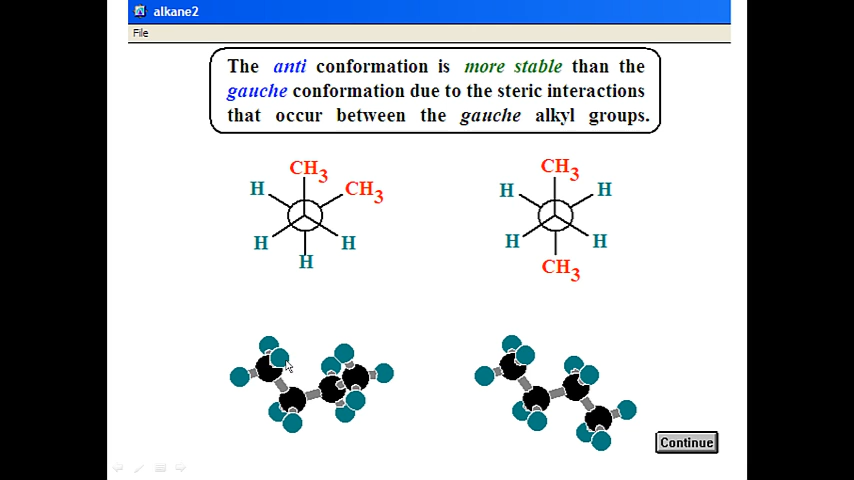 alkane2
File
The anti conformation is more stable than the
gauche conformation due to the steric interactions
that occur between the gauche alkyl groups.
CH3
H
CH3
H
H
H
CH3
H
H
H
H
CH3
Continue